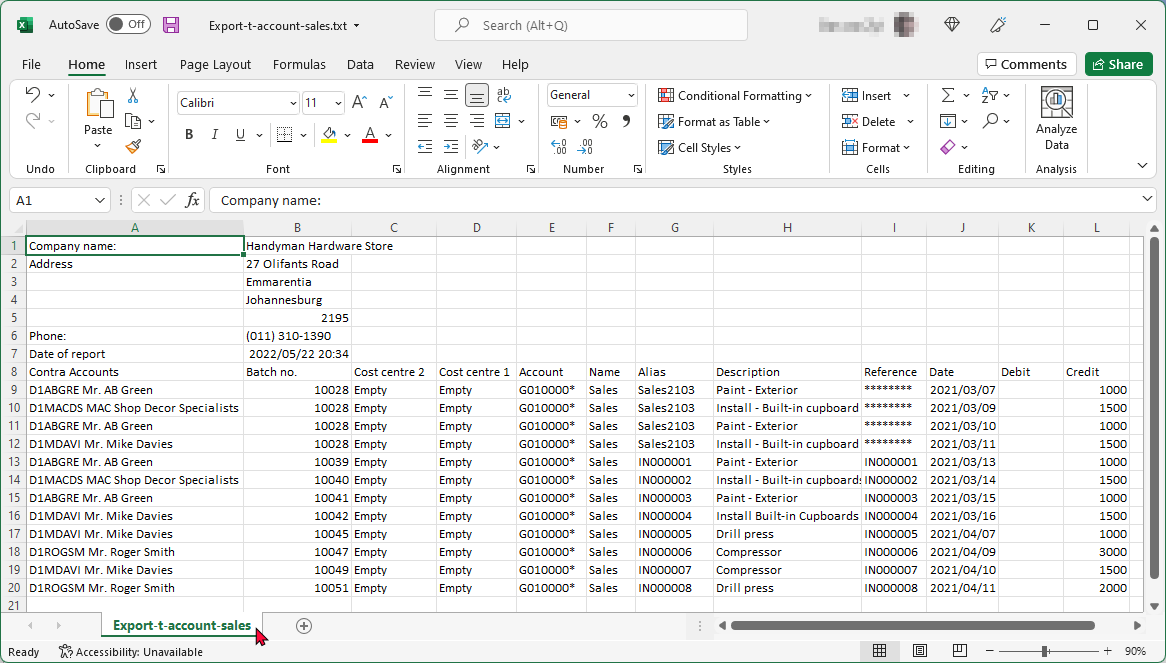 AutoSave Off Export-t-account-sales.txt Search (Alt+Q)
File Home Insert Page Layout Formulas Data Review View Help Comments Share
Calibri 11 General Conditional Formatting Insert
Paste B I U A ab % Format as Table Delete Analyze Data
Cell Styles Format
Undo Clipboard Font Alignment Number Styles Cells Editing Analysis
A1 fx Company name:
A B C D E F G H I J K L
1 Company name: Handyman Hardware Store
2 Address 27 Olifants Road
3 Emmarentia
4 Johannesburg
5 2195
6 Phone: (011) 310-1390
7 Date of report 2022/05/22 20:34
8 Contra Accounts Batch no. Cost centre 2 Cost centre 1 Account Name Alias Description Reference Date Debit Credit
9 D1ABGRE Mr. AB Green 10028 Empty Empty G010000* Sales Sales2103 Paint - Exterior ******** 2021/03/07 1000
10 D1MACDS MAC Shop Decor Specialists 10028 Empty Empty G010000* Sales Sales2103 Install - Built-in cupboard ******** 2021/03/09 1500
11 D1ABGRE Mr. AB Green 10028 Empty Empty G010000* Sales Sales2103 Paint - Exterior ******** 2021/03/10 1000
12 D1MDAVI Mr. Mike Davies 10028 Empty Empty G010000* Sales Sales2103 Install - Built-in cupboard ******** 2021/03/11 1500
13 D1ABGRE Mr. AB Green 10039 Empty Empty G010000* Sales IN000001 Paint - Exterior IN000001 2021/03/13 1000
14 D1MACDS MAC Shop Decor Specialists 10040 Empty Empty G010000* Sales IN000002 Install - Built-in cupboards IN000002 2021/03/14 1500
15 D1ABGRE Mr. AB Green 10041 Empty Empty G010000* Sales IN000003 Paint - Exterior IN000003 2021/03/15 1000
16 D1MDAVI Mr. Mike Davies 10042 Empty Empty G010000* Sales IN000004 Install Built-in Cupboards IN000004 2021/03/16 1500
17 D1MDAVI Mr. Mike Davies 10045 Empty Empty G010000* Sales IN000005 Drill press IN000005 2021/04/07 1000
18 D1ROGSM Mr. Roger Smith 10047 Empty Empty G010000* Sales IN000006 Compressor IN000006 2021/04/09 3000
19 D1MDAVI Mr. Mike Davies 10049 Empty Empty G010000* Sales IN000007 Compressor IN000007 2021/04/10 1500
20 D1ROGSM Mr. Roger Smith 10051 Empty Empty G010000* Sales IN000008 Drill press IN000008 2021/04/11 2000
21
Export-t-account-sales
Ready Accessibility: Unavailable 90%